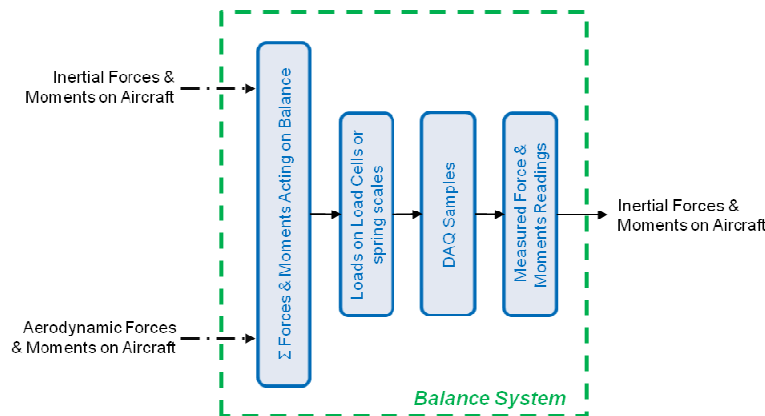 Inertial Forces &
Moments on Aircraft
Aerodynamic Forces
& Moments on Aircraft
Σ Forces & Moments Acting on Balance
Loads on Load Cells or
spring scales
DAQ Samples
Measured Force &
Moments Readings
Inertial Forces &
Moments on Aircraft
Balance System